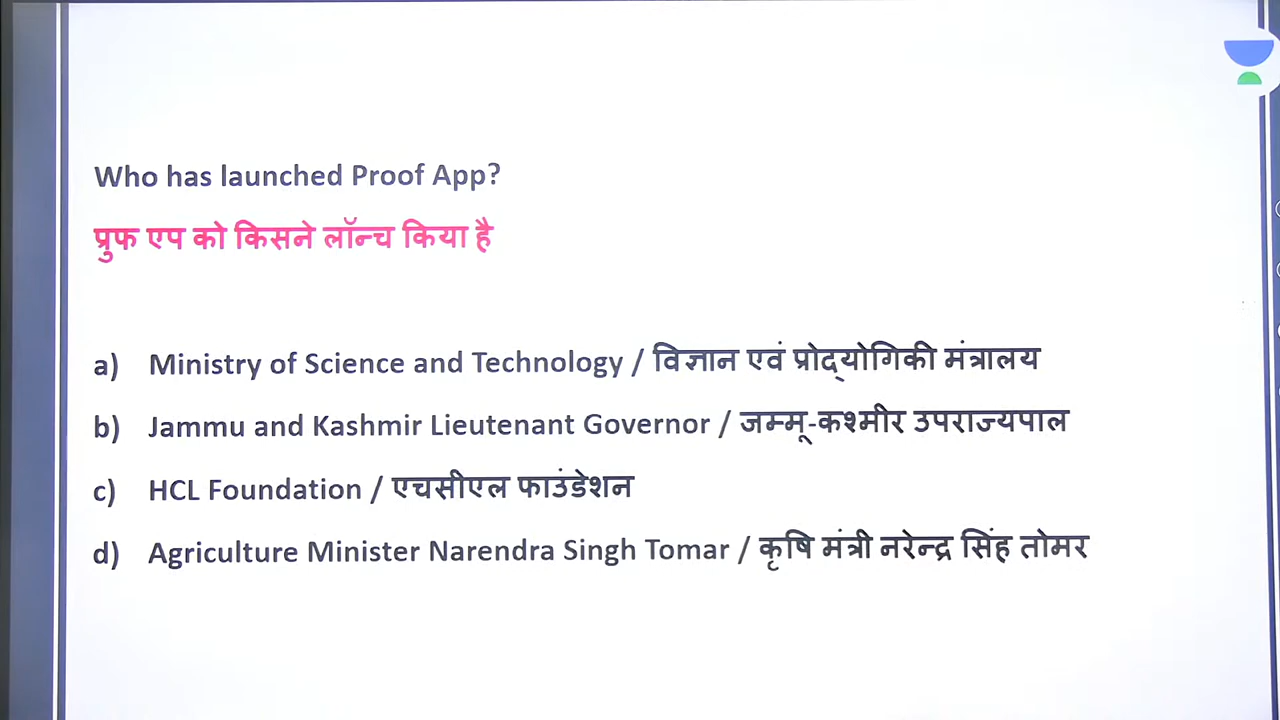 Who has launched Proof App?
प्रुफ एप को किसने लॉन्च किया है
a) Ministry of Science and Technology / विज्ञान एवं प्रोद्योगिकी मंत्रालय
b) Jammu and Kashmir Lieutenant Governor / जम्मू-कश्मीर उपराज्यपाल
c) HCL Foundation / एचसीएल फाउंडेशन
d) Agriculture Minister Narendra Singh Tomar / कृषि मंत्री नरेन्द्र सिंह तोमर